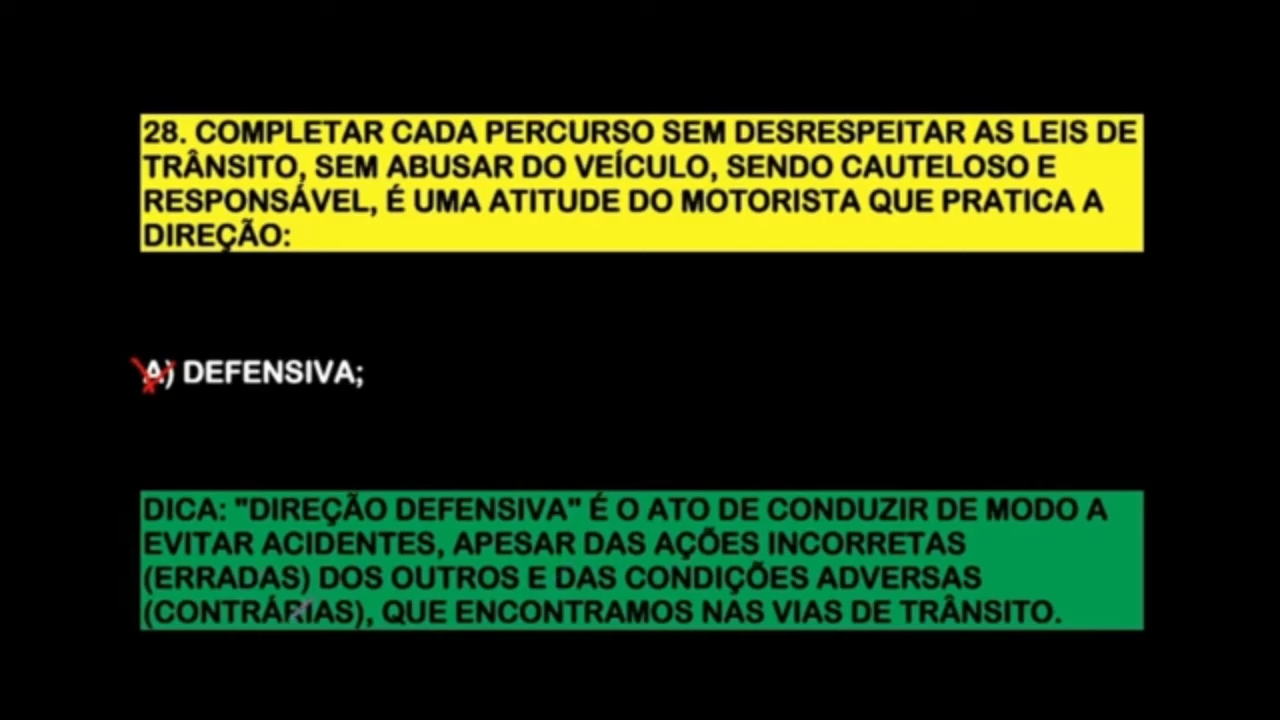 28. COMPLETAR CADA PERCURSO SEM DESRESPEITAR AS LEIS DE
TRÂNSITO, SEM ABUSAR DO VEÍCULO, SENDO CAUTELOSO E
RESPONSÁVEL, É UMA ATITUDE DO MOTORISTA QUE PRATICA A
DIREÇÃO:
A) DEFENSIVA;
DICA: "DIREÇÃO DEFENSIVA" É O ATO DE CONDUZIR DE MODO A
EVITAR ACIDENTES, APESAR DAS AÇÕES INCORRETAS
(ERRADAS) DOS OUTROS E DAS CONDIÇÕES ADVERSAS
(CONTRÁRIAS), QUE ENCONTRAMOS NAS VIAS DE TRÂNSITO.